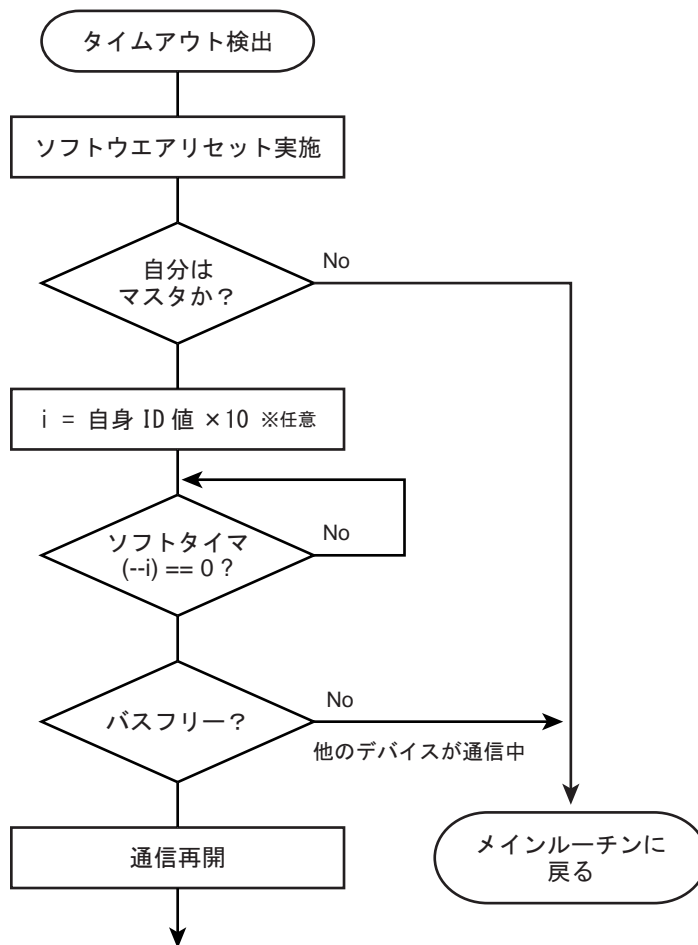 タイムアウト検出
ソフトウエアリセット実施
自分は
マスタか？
No
i = 自身 ID 値 ×10 ※任意
ソフトタイマ
(--i) == 0？
No
バスフリー？
No
他のデバイスが通信中
通信再開
メインルーチンに
戻る